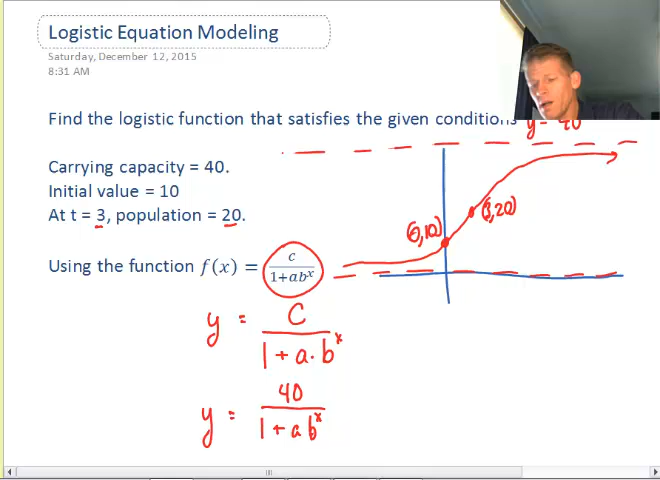 Logistic Equation Modeling
Saturday, December 12, 2015
8:31 AM
Find the logistic function that satisfies the given conditions
y = 40
Carrying capacity = 40.
Initial value = 10
At t = 3, population = 20.
(0,10)
(3,20)
Using the function f(x) = c/(1+ab^x)
y = C/(1 + a · b^x)
y = 40/(1 + ab^x)